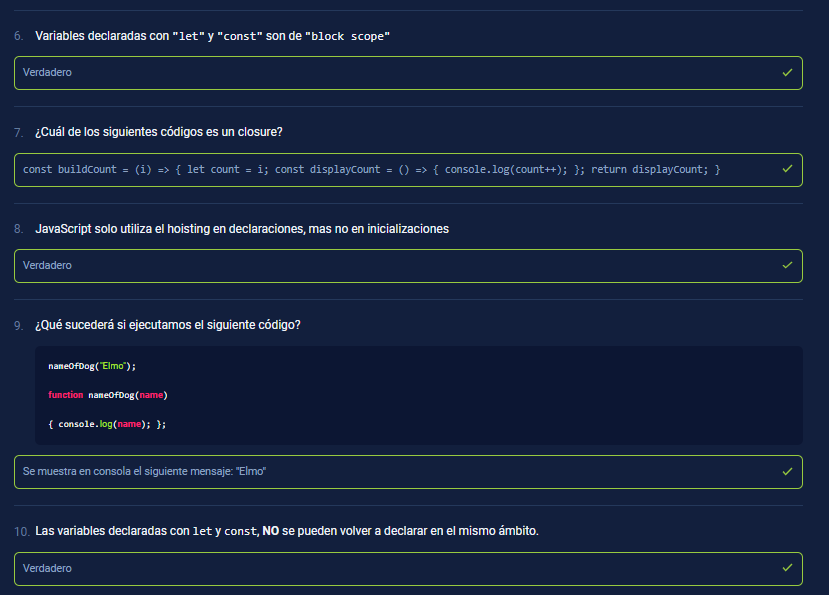 6. Variables declaradas con "let" y "const" son de "block scope"
Verdadero
7. ¿Cuál de los siguientes códigos es un closure?
const buildCount = (i) => { let count = i; const displayCount = () => { console.log(count++); }; return displayCount; }
8. JavaScript solo utiliza el hoisting en declaraciones, mas no en inicializaciones
Verdadero
9. ¿Qué sucederá si ejecutamos el siguiente código?
nameOfDog("Elmo");
function nameOfDog(name)
{ console.log(name); };
Se muestra en consola el siguiente mensaje: "Elmo"
10. Las variables declaradas con let y const, NO se pueden volver a declarar en el mismo ámbito.
Verdadero